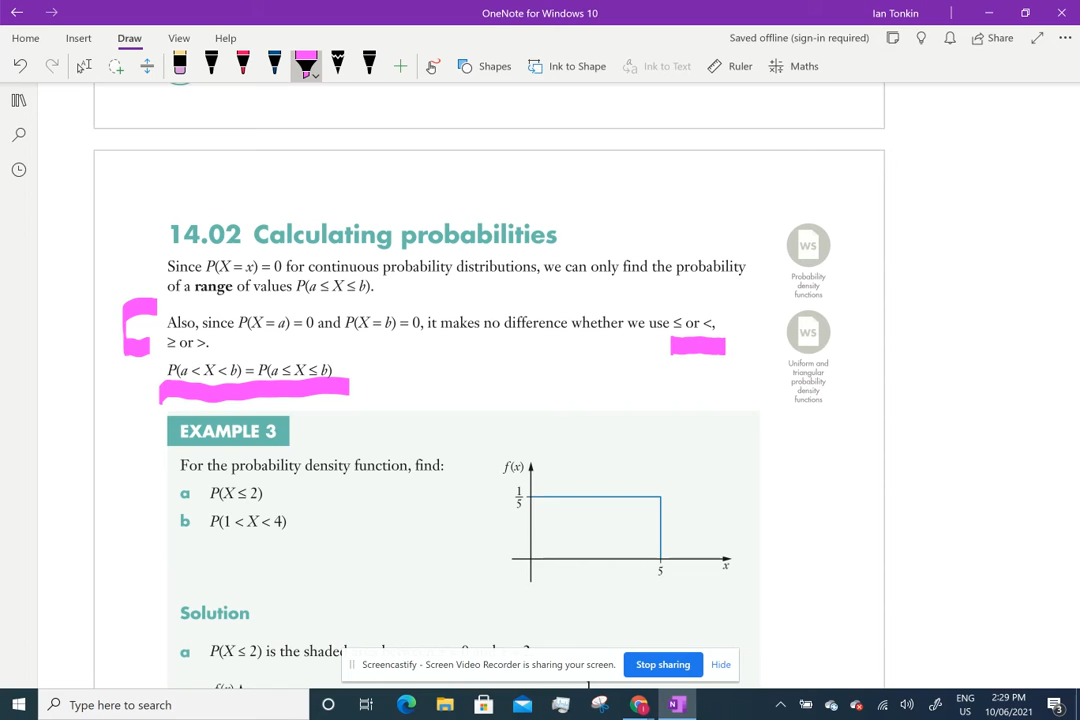 OneNote for Windows 10
Ian Tonkin
Home Insert Draw View Help
Saved offline (sign-in required)
Share
Shapes
Ink to Shape
Ink to Text
Ruler
Maths
14.02 Calculating probabilities
Since P(X = x) = 0 for continuous probability distributions, we can only find the probability
of a range of values P(a ≤ X ≤ b).
Also, since P(X = a) = 0 and P(X = b) = 0, it makes no difference whether we use ≤ or <,
≥ or >.
P(a < X < b) = P(a ≤ X ≤ b)
WS
Probability
density
functions
WS
Uniform and
triangular
probability
density
functions
EXAMPLE 3
For the probability density function, find:
a P(X ≤ 2)
b P(1 < X < 4)
f(x)
1
5
5
x
Solution
a P(X ≤ 2) is the shaded
Screencastify - Screen Video Recorder is sharing your screen.
Stop sharing
Hide
Type here to search
ENG
US
2:29 PM
10/06/2021
3